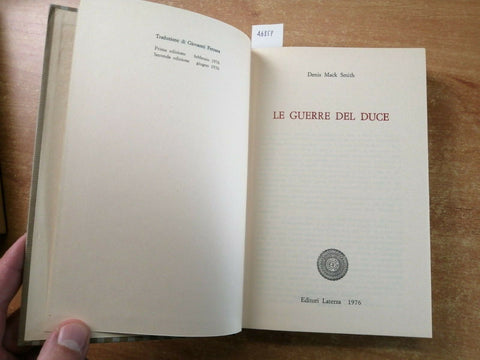 Traduzione di Giovanni Ferrara
Prima edizione febbraio 1976
Seconda edizione giugno 1976
Denis Mack Smith
LE GUERRE DEL DUCE
Editori Laterza 1976